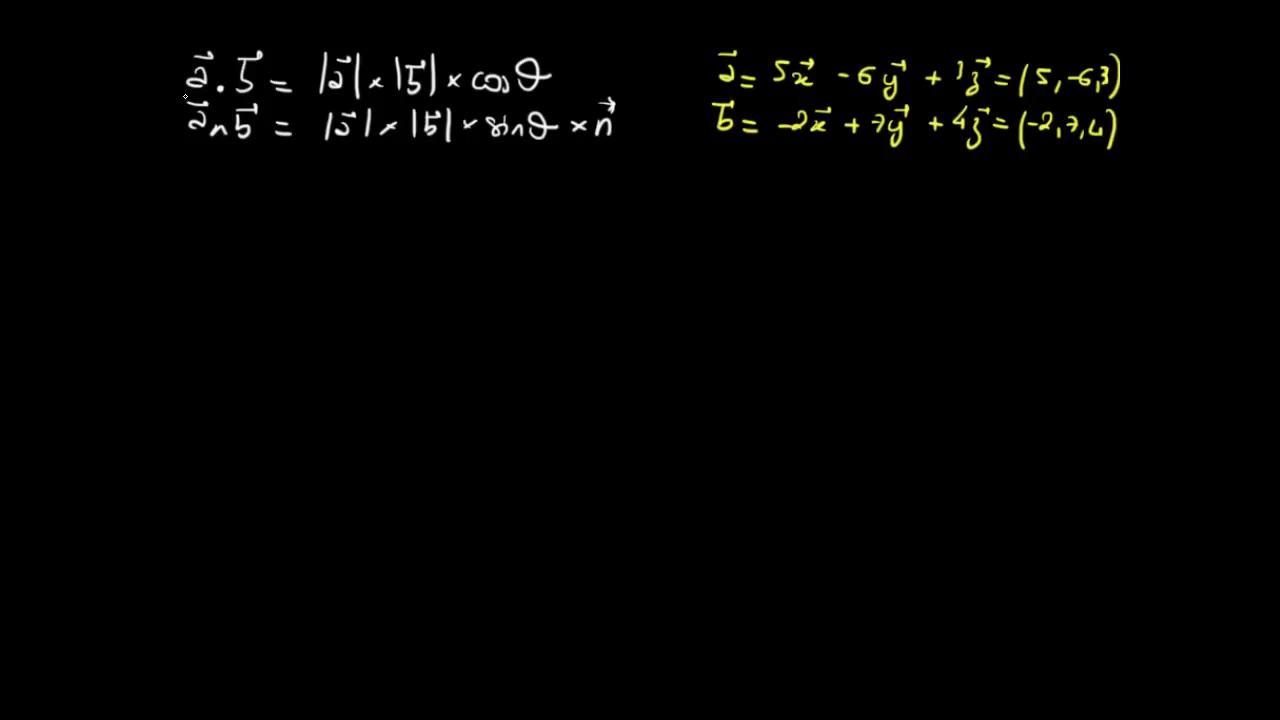 a⃗ . b⃗ = |a⃗| × |b⃗| × cos θ
a⃗ ∧ b⃗ = |a⃗| × |b⃗| × sin θ × n⃗
a⃗ = 5x⃗ - 6y⃗ + 3z⃗ = (5, -6, 3)
b⃗ = -2x⃗ + 7y⃗ + 4z⃗ = (-2, 7, 4)